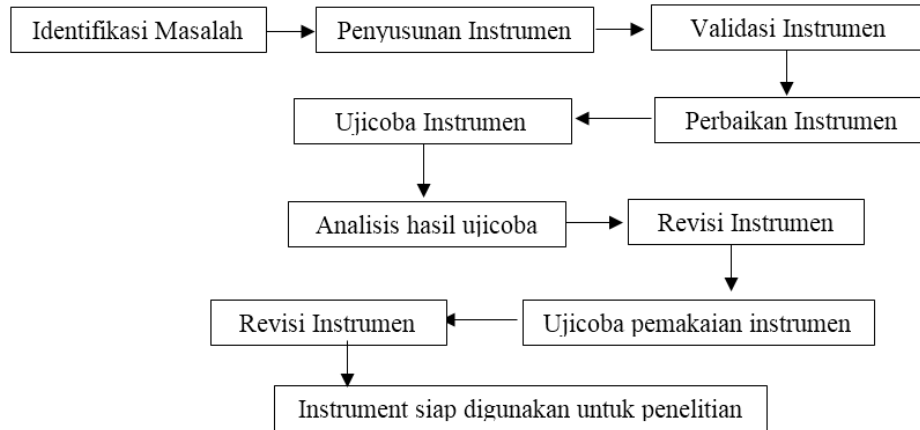 Identifikasi Masalah
Penyusunan Instrumen
Validasi Instrumen
Perbaikan Instrumen
Ujicoba Instrumen
Analisis hasil ujicoba
Revisi Instrumen
Ujicoba pemakaian instrumen
Revisi Instrumen
Instrument siap digunakan untuk penelitian